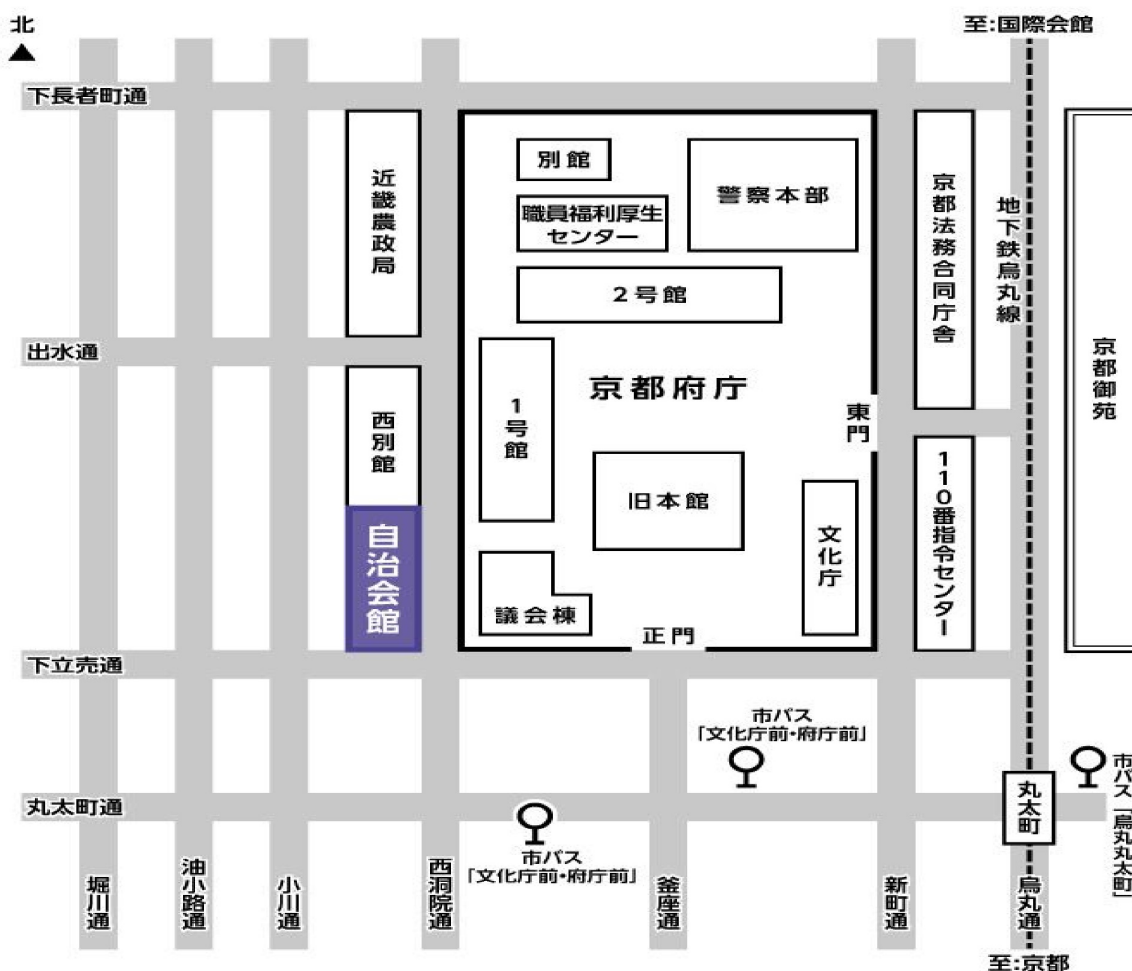 北
至:国際会館
下長者町通
近畿農政局
別館
職員福利厚生
センター
警察本部
2号館
京都法務合同庁舎
地下鉄烏丸線
京都御苑
出水通
西別館
自治会館
1号館
京都府庁
東門
旧本館
文化庁
110番指令センター
議会棟
正門
下立売通
市バス
「文化庁前・府庁前」
市バス「烏丸丸太町」
丸太町通
丸太町
市バス
「文化庁前・府庁前」
堀川通
油小路通
小川通
西洞院通
釜座通
新町通
烏丸通
至:京都